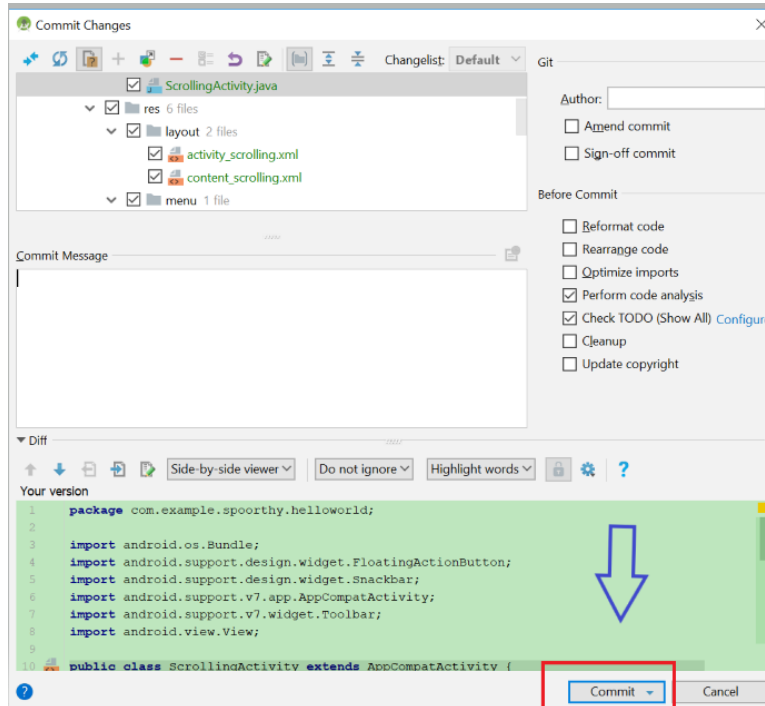 Commit Changes
Changelist: Default
Git
ScrollingActivity.java
res 6 files
layout 2 files
activity_scrolling.xml
content_scrolling.xml
menu 1 file
Author:
Amend commit
Sign-off commit
Before Commit
Reformat code
Rearrange code
Optimize imports
Perform code analysis
Check TODO (Show All) Configur
Cleanup
Update copyright
Commit Message
Diff
Side-by-side viewer Do not ignore Highlight words ?
Your version
1 package com.example.spoorthy.helloworld;
2
3 import android.os.Bundle;
4 import android.support.design.widget.FloatingActionButton;
5 import android.support.design.widget.Snackbar;
6 import android.support.v7.app.AppCompatActivity;
7 import android.support.v7.widget.Toolbar;
8 import android.view.View;
9
10 public class ScrollingActivity extends AppCompatActivity {
? Commit Cancel